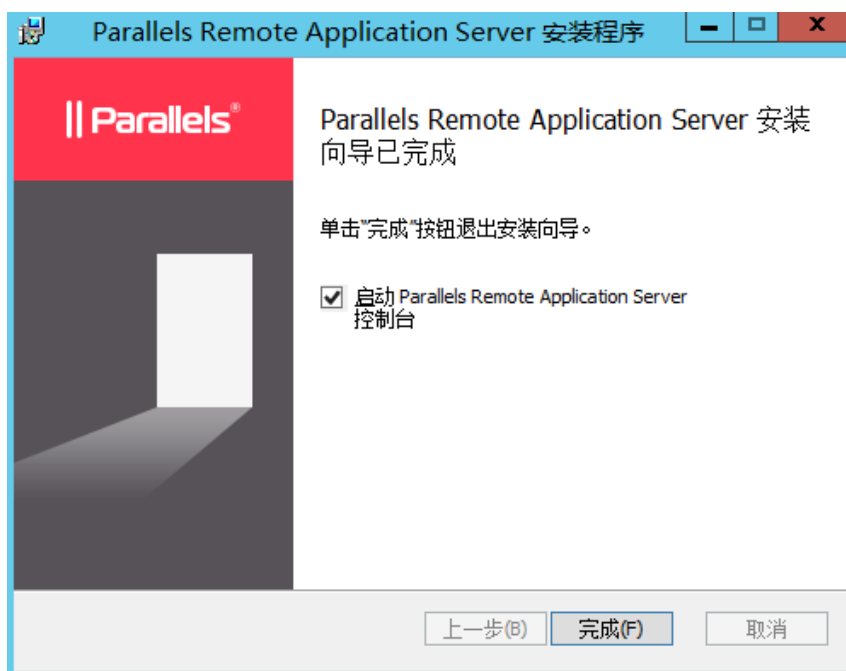 Parallels Remote Application Server 安装程序
|| Parallels®
Parallels Remote Application Server 安装
向导已完成
单击"完成"按钮退出安装向导。
启动 Parallels Remote Application Server
控制台
上一步(B) 完成(F) 取消